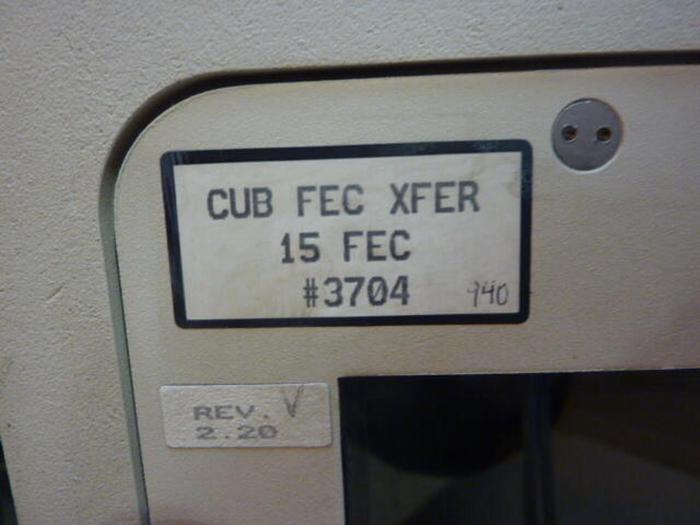 CUB FEC XFER
15 FEC
#3704 940
REV. V
2.20